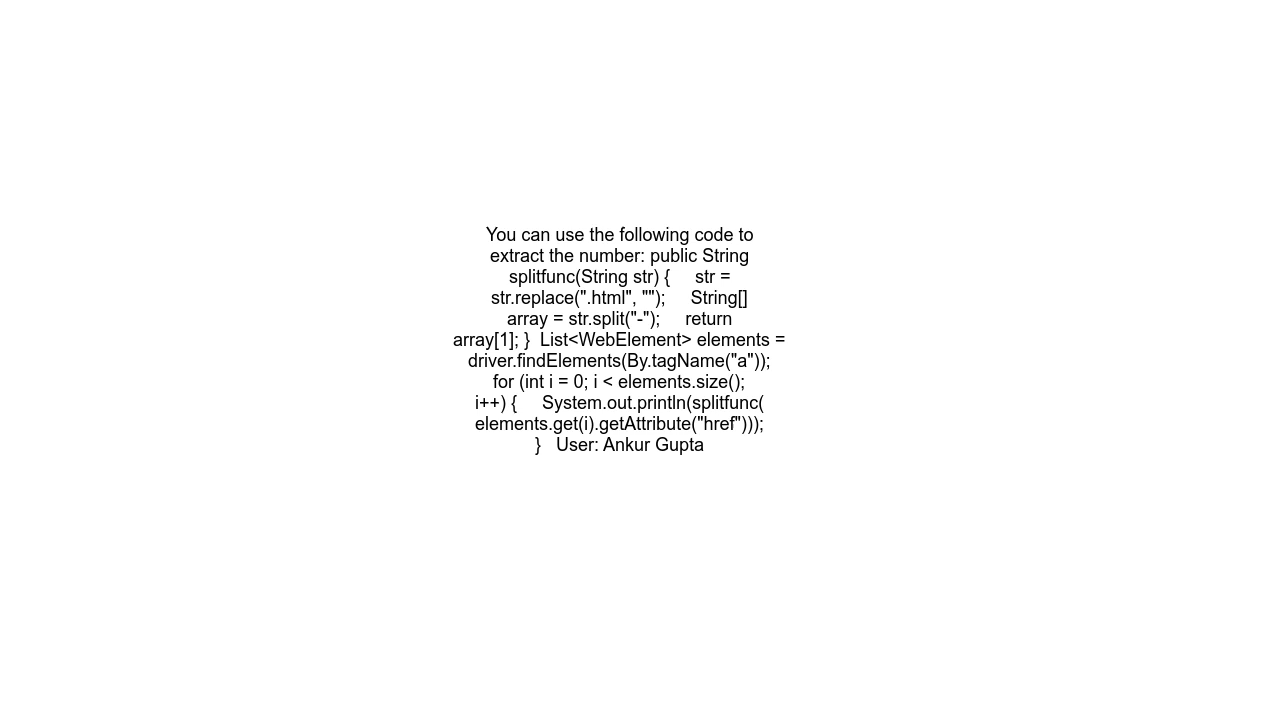 You can use the following code to
extract the number: public String
splitfunc(String str) {     str =
str.replace(".html", "");     String[]
array = str.split("-");     return
array[1]; }  List<WebElement> elements =
driver.findElements(By.tagName("a"));
for (int i = 0; i < elements.size();
i++) {     System.out.println(splitfunc(
elements.get(i).getAttribute("href")));
}   User: Ankur Gupta